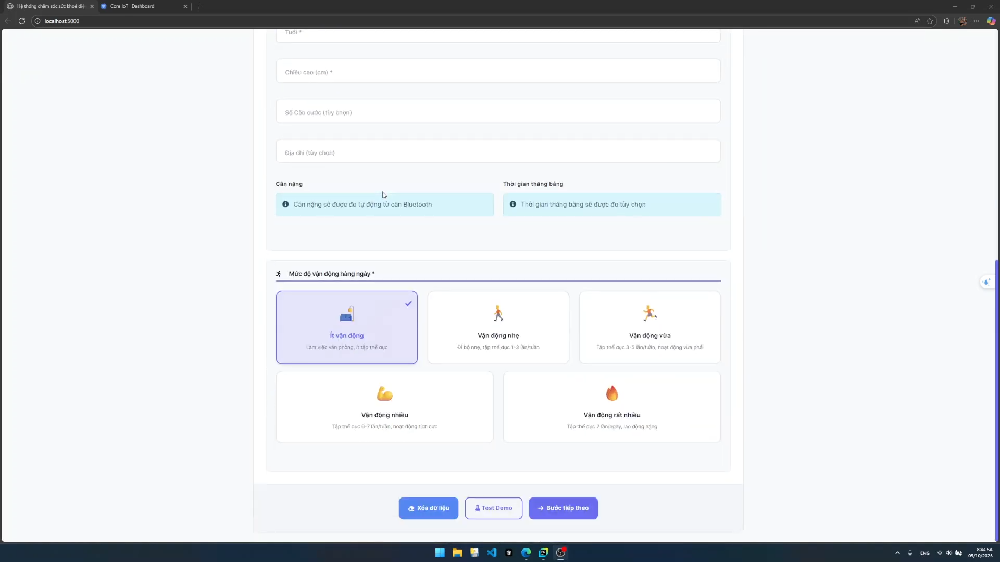 Hệ thống chăm sóc sức khoẻ điệ
Core IoT | Dashboard
localhost:5000
Tuổi *
Chiều cao (cm) *
Số Căn cước (tùy chọn)
Địa chỉ (tùy chọn)
Cân nặng
Thời gian thăng bằng
Cân nặng sẽ được đo tự động từ cân Bluetooth
Thời gian thăng bằng sẽ được đo tùy chọn
Mức độ vận động hàng ngày *
Ít vận động
Làm việc văn phòng, ít tập thể dục
Vận động nhẹ
Đi bộ nhẹ, tập thể dục 1-3 lần/tuần
Vận động vừa
Tập thể dục 3-5 lần/tuần, hoạt động vừa phải
Vận động nhiều
Tập thể dục 6-7 lần/tuần, hoạt động tích cực
Vận động rất nhiều
Tập thể dục 2 lần/ngày, lao động nặng
Xóa dữ liệu
Test Demo
Bước tiếp theo
ENG
8:44 SA
05/10/2025